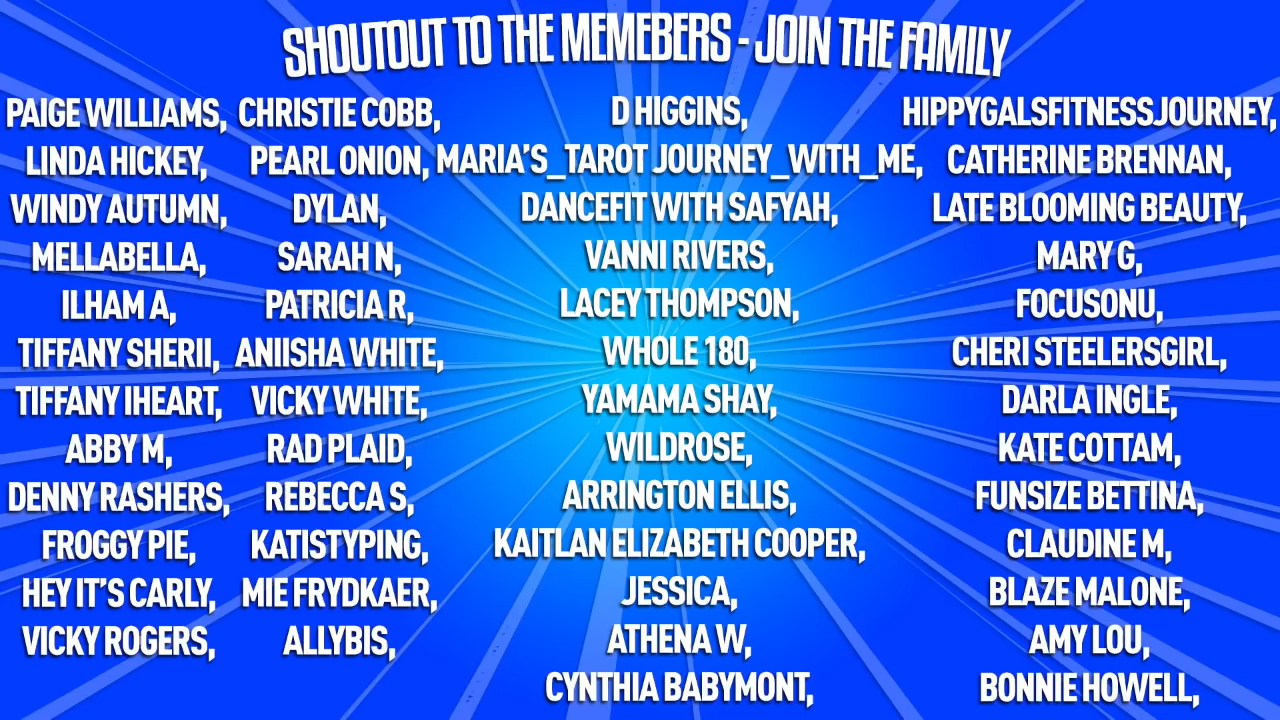 SHOUTOUT TO THE MEMEBERS - JOIN THE FAMILY
PAIGE WILLIAMS,
LINDA HICKEY,
WINDY AUTUMN,
MELLABELLA,
ILHAM A,
TIFFANY SHERII,
TIFFANY IHEART,
ABBY M,
DENNY RASHERS,
FROGGY PIE,
HEY IT'S CARLY,
VICKY ROGERS,
CHRISTIE COBB,
PEARL ONION,
DYLAN,
SARAH N,
PATRICIA R,
ANIISHA WHITE,
VICKY WHITE,
RAD PLAID,
REBECCA S,
KATISTYPING,
MIE FRYDKAER,
ALLYBIS,
D HIGGINS,
MARIA'S_TAROT JOURNEY_WITH_ME,
DANCEFIT WITH SAFYAH,
VANNI RIVERS,
LACEY THOMPSON,
WHOLE 180,
YAMAMA SHAY,
WILDROSE,
ARRINGTON ELLIS,
KAITLAN ELIZABETH COOPER,
JESSICA,
ATHENA W,
CYNTHIA BABYMONT,
HIPPYGALSFITNESSJOURNEY,
CATHERINE BRENNAN,
LATE BLOOMING BEAUTY,
MARY G,
FOCUSONU,
CHERI STEELERSGIRL,
DARLA INGLE,
KATE COTTAM,
FUNSIZE BETTINA,
CLAUDINE M,
BLAZE MALONE,
AMY LOU,
BONNIE HOWELL,